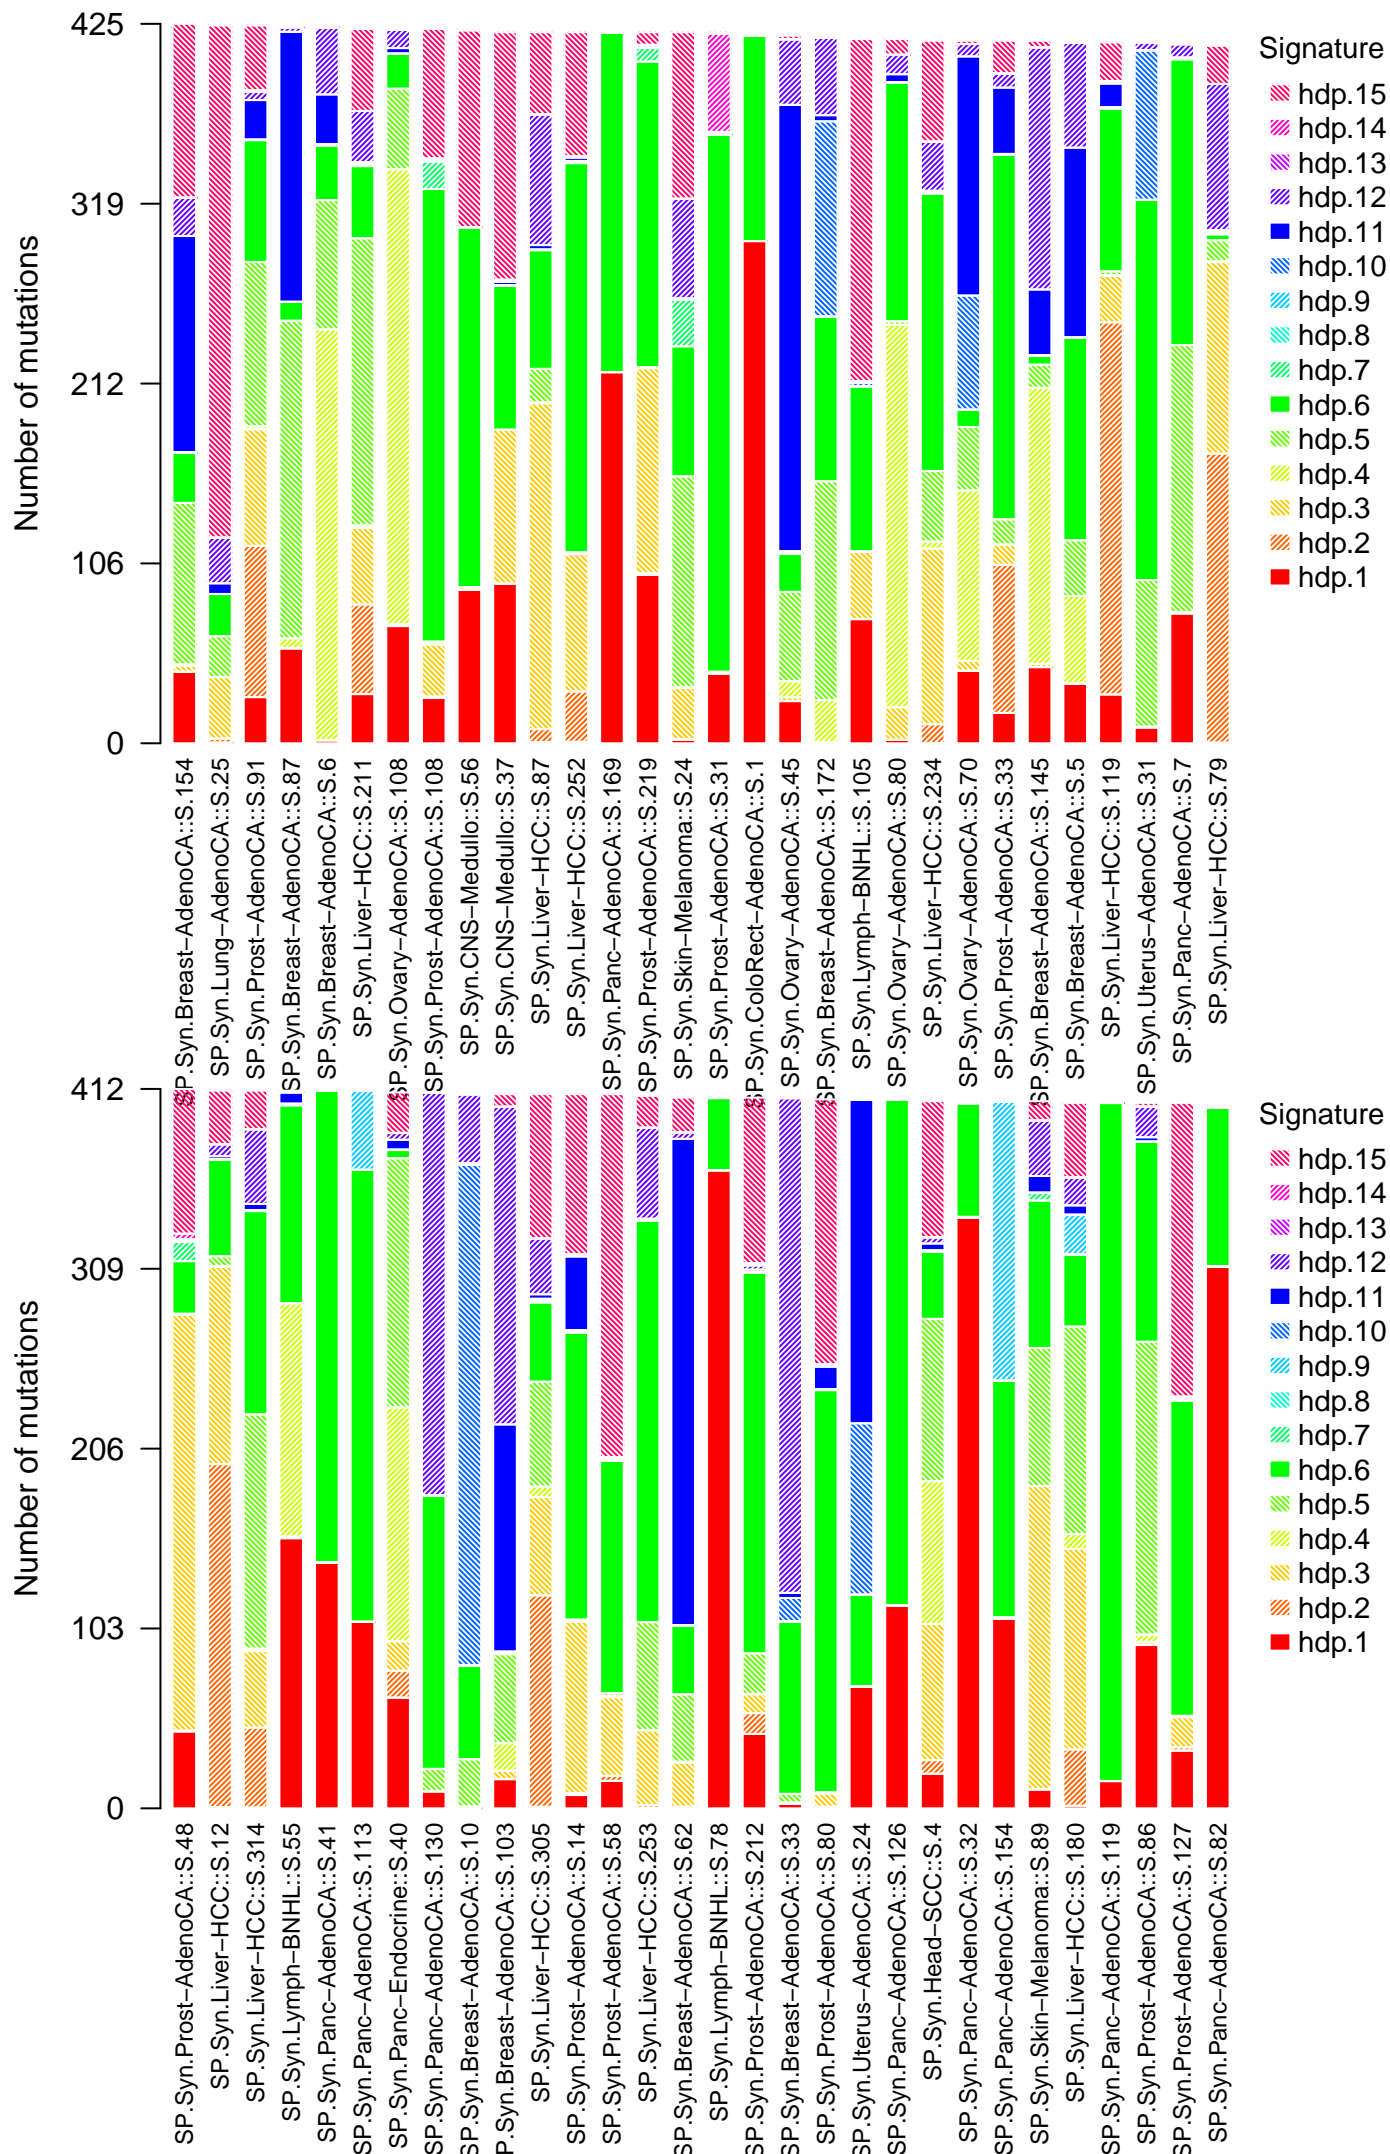 Number of mutations
425
319
212
106
0
Signature
hdp.15
hdp.14
hdp.13
hdp.12
hdp.11
hdp.10
hdp.9
hdp.8
hdp.7
hdp.6
hdp.5
hdp.4
hdp.3
hdp.2
hdp.1
SP.Syn.Breast−AdenoCA::S.154
SP.Syn.Lung−AdenoCA::S.25
SP.Syn.Prost−AdenoCA::S.91
SP.Syn.Breast−AdenoCA::S.87
SP.Syn.Breast−AdenoCA::S.6
SP.Syn.Liver−HCC::S.211
SP.Syn.Ovary−AdenoCA::S.108
SP.Syn.Prost−AdenoCA::S.108
SP.Syn.CNS−Medullo::S.56
SP.Syn.CNS−Medullo::S.37
SP.Syn.Liver−HCC::S.87
SP.Syn.Liver−HCC::S.252
SP.Syn.Panc−AdenoCA::S.169
SP.Syn.Prost−AdenoCA::S.219
SP.Syn.Skin−Melanoma::S.24
SP.Syn.Prost−AdenoCA::S.31
SP.Syn.ColoRect−AdenoCA::S.1
SP.Syn.Ovary−AdenoCA::S.45
SP.Syn.Breast−AdenoCA::S.172
SP.Syn.Lymph−BNHL::S.105
SP.Syn.Ovary−AdenoCA::S.80
SP.Syn.Liver−HCC::S.234
SP.Syn.Ovary−AdenoCA::S.70
SP.Syn.Prost−AdenoCA::S.33
SP.Syn.Breast−AdenoCA::S.145
SP.Syn.Breast−AdenoCA::S.5
SP.Syn.Liver−HCC::S.119
SP.Syn.Uterus−AdenoCA::S.31
SP.Syn.Panc−AdenoCA::S.7
SP.Syn.Liver−HCC::S.79
Number of mutations
412
309
206
103
0
Signature
hdp.15
hdp.14
hdp.13
hdp.12
hdp.11
hdp.10
hdp.9
hdp.8
hdp.7
hdp.6
hdp.5
hdp.4
hdp.3
hdp.2
hdp.1
SP.Syn.Prost−AdenoCA::S.48
SP.Syn.Liver−HCC::S.12
SP.Syn.Liver−HCC::S.314
SP.Syn.Lymph−BNHL::S.55
SP.Syn.Panc−AdenoCA::S.41
SP.Syn.Panc−AdenoCA::S.113
SP.Syn.Panc−Endocrine::S.40
SP.Syn.Panc−AdenoCA::S.130
SP.Syn.Breast−AdenoCA::S.10
SP.Syn.Breast−AdenoCA::S.103
SP.Syn.Liver−HCC::S.305
SP.Syn.Prost−AdenoCA::S.14
SP.Syn.Prost−AdenoCA::S.58
SP.Syn.Liver−HCC::S.253
SP.Syn.Breast−AdenoCA::S.62
SP.Syn.Lymph−BNHL::S.78
SP.Syn.Prost−AdenoCA::S.212
SP.Syn.Breast−AdenoCA::S.33
SP.Syn.Prost−AdenoCA::S.80
SP.Syn.Uterus−AdenoCA::S.24
SP.Syn.Panc−AdenoCA::S.126
SP.Syn.Head−SCC::S.4
SP.Syn.Panc−AdenoCA::S.32
SP.Syn.Panc−AdenoCA::S.154
SP.Syn.Skin−Melanoma::S.89
SP.Syn.Liver−HCC::S.180
SP.Syn.Panc−AdenoCA::S.119
SP.Syn.Prost−AdenoCA::S.86
SP.Syn.Prost−AdenoCA::S.127
SP.Syn.Panc−AdenoCA::S.82